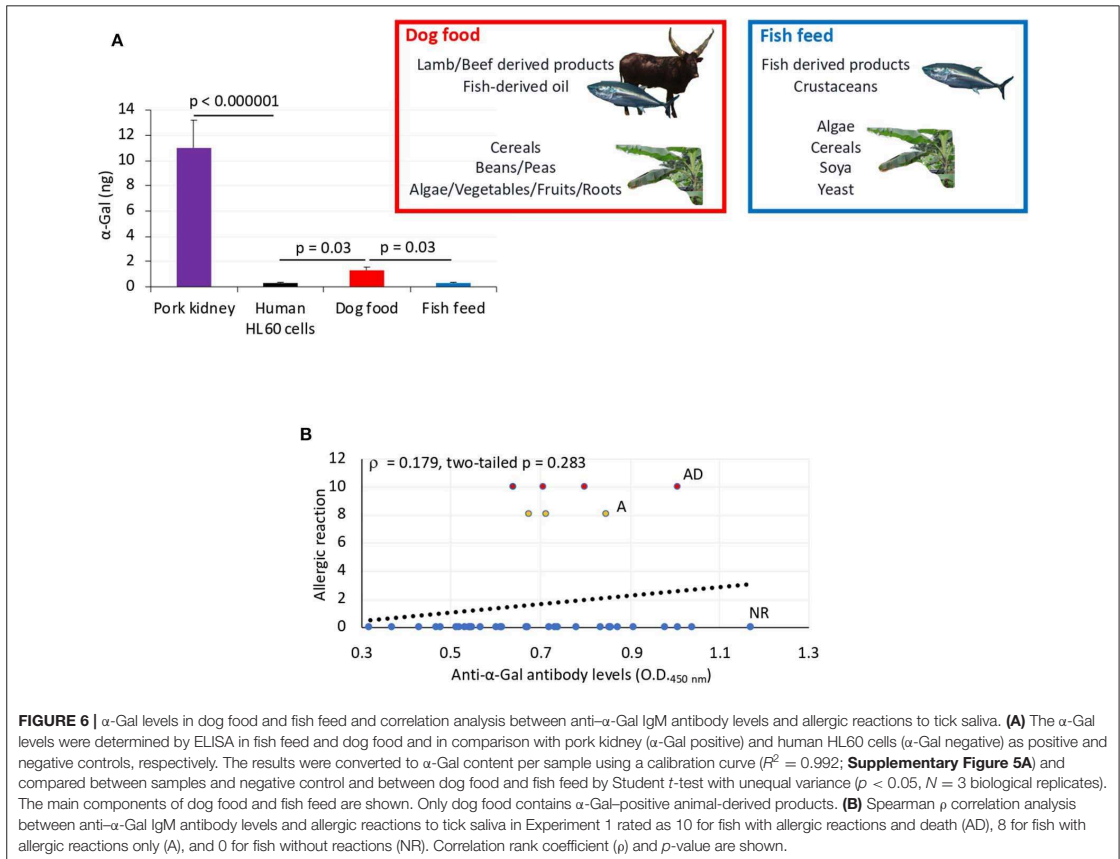 A
Dog food
Lamb/Beef derived products
Fish-derived oil
Cereals
Beans/Peas
Algae/Vegetables/Fruits/Roots
Fish feed
Fish derived products
Crustaceans
Algae
Cereals
Soya
Yeast
p < 0.000001
14
12
10
8
6
4
2
0
α-Gal (ng)
p = 0.03
p = 0.03
Pork kidney
Human
HL60 cells
Dog food
Fish feed
B
ρ = 0.179, two-tailed p = 0.283
12
10
8
6
4
2
0
Allergic reaction
AD
A
NR
0.3 0.5 0.7 0.9 1.1 1.3
Anti-α-Gal antibody levels (O.D.450 nm)
FIGURE 6 | α-Gal levels in dog food and fish feed and correlation analysis between anti–α-Gal IgM antibody levels and allergic reactions to tick saliva. (A) The α-Gal
levels were determined by ELISA in fish feed and dog food and in comparison with pork kidney (α-Gal positive) and human HL60 cells (α-Gal negative) as positive and
negative controls, respectively. The results were converted to α-Gal content per sample using a calibration curve (R² = 0.992; Supplementary Figure 5A) and
compared between samples and negative control and between dog food and fish feed by Student t-test with unequal variance (p < 0.05, N = 3 biological replicates).
The main components of dog food and fish feed are shown. Only dog food contains α-Gal–positive animal-derived products. (B) Spearman ρ correlation analysis
between anti–α-Gal IgM antibody levels and allergic reactions to tick saliva in Experiment 1 rated as 10 for fish with allergic reactions and death (AD), 8 for fish with
allergic reactions only (A), and 0 for fish without reactions (NR). Correlation rank coefficient (ρ) and p-value are shown.